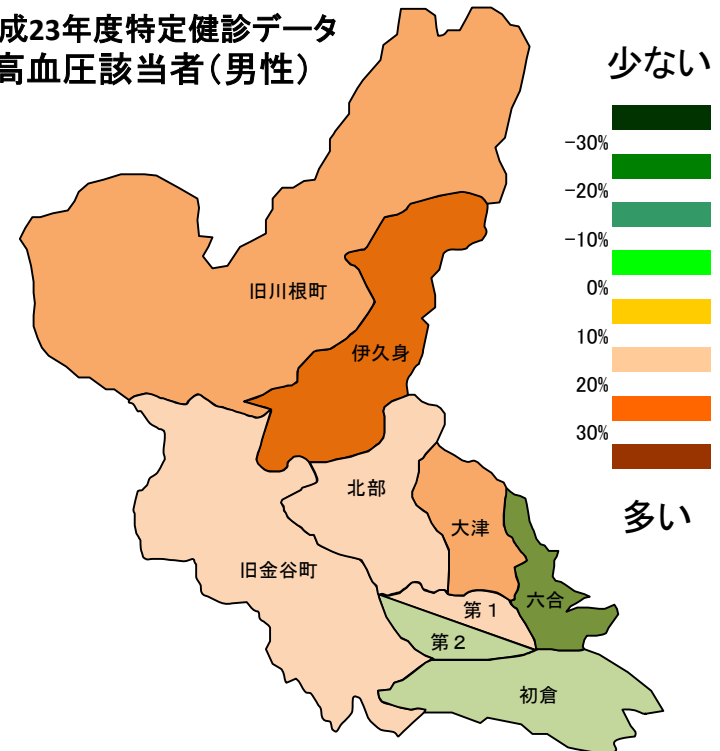 成23年度特定健診データ
高血圧該当者（男性）
少ない
-30%
-20%
-10%
0%
10%
20%
30%
多い
旧川根町
伊久身
北部
大津
旧金谷町
六合
第１
第２
初倉